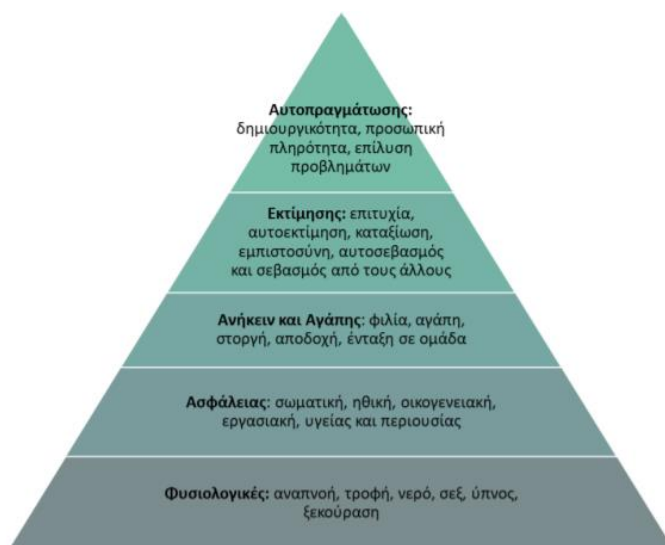 Αυτοπραγμάτωσης:
δημιουργικότητα, προσωπική
πληρότητα, επίλυση
προβλημάτων
Εκτίμησης: επιτυχία,
αυτοεκτίμηση, καταξίωση,
εμπιστοσύνη, αυτοσεβασμός
και σεβασμός από τους άλλους
Ανήκειν και Αγάπης: φιλία, αγάπη,
στοργή, αποδοχή, ένταξη σε ομάδα
Ασφάλειας: σωματική, ηθική, οικογενειακή,
εργασιακή, υγείας και περιουσίας
Φυσιολογικές: αναπνοή, τροφή, νερό, σεξ, ύπνος,
ξεκούραση